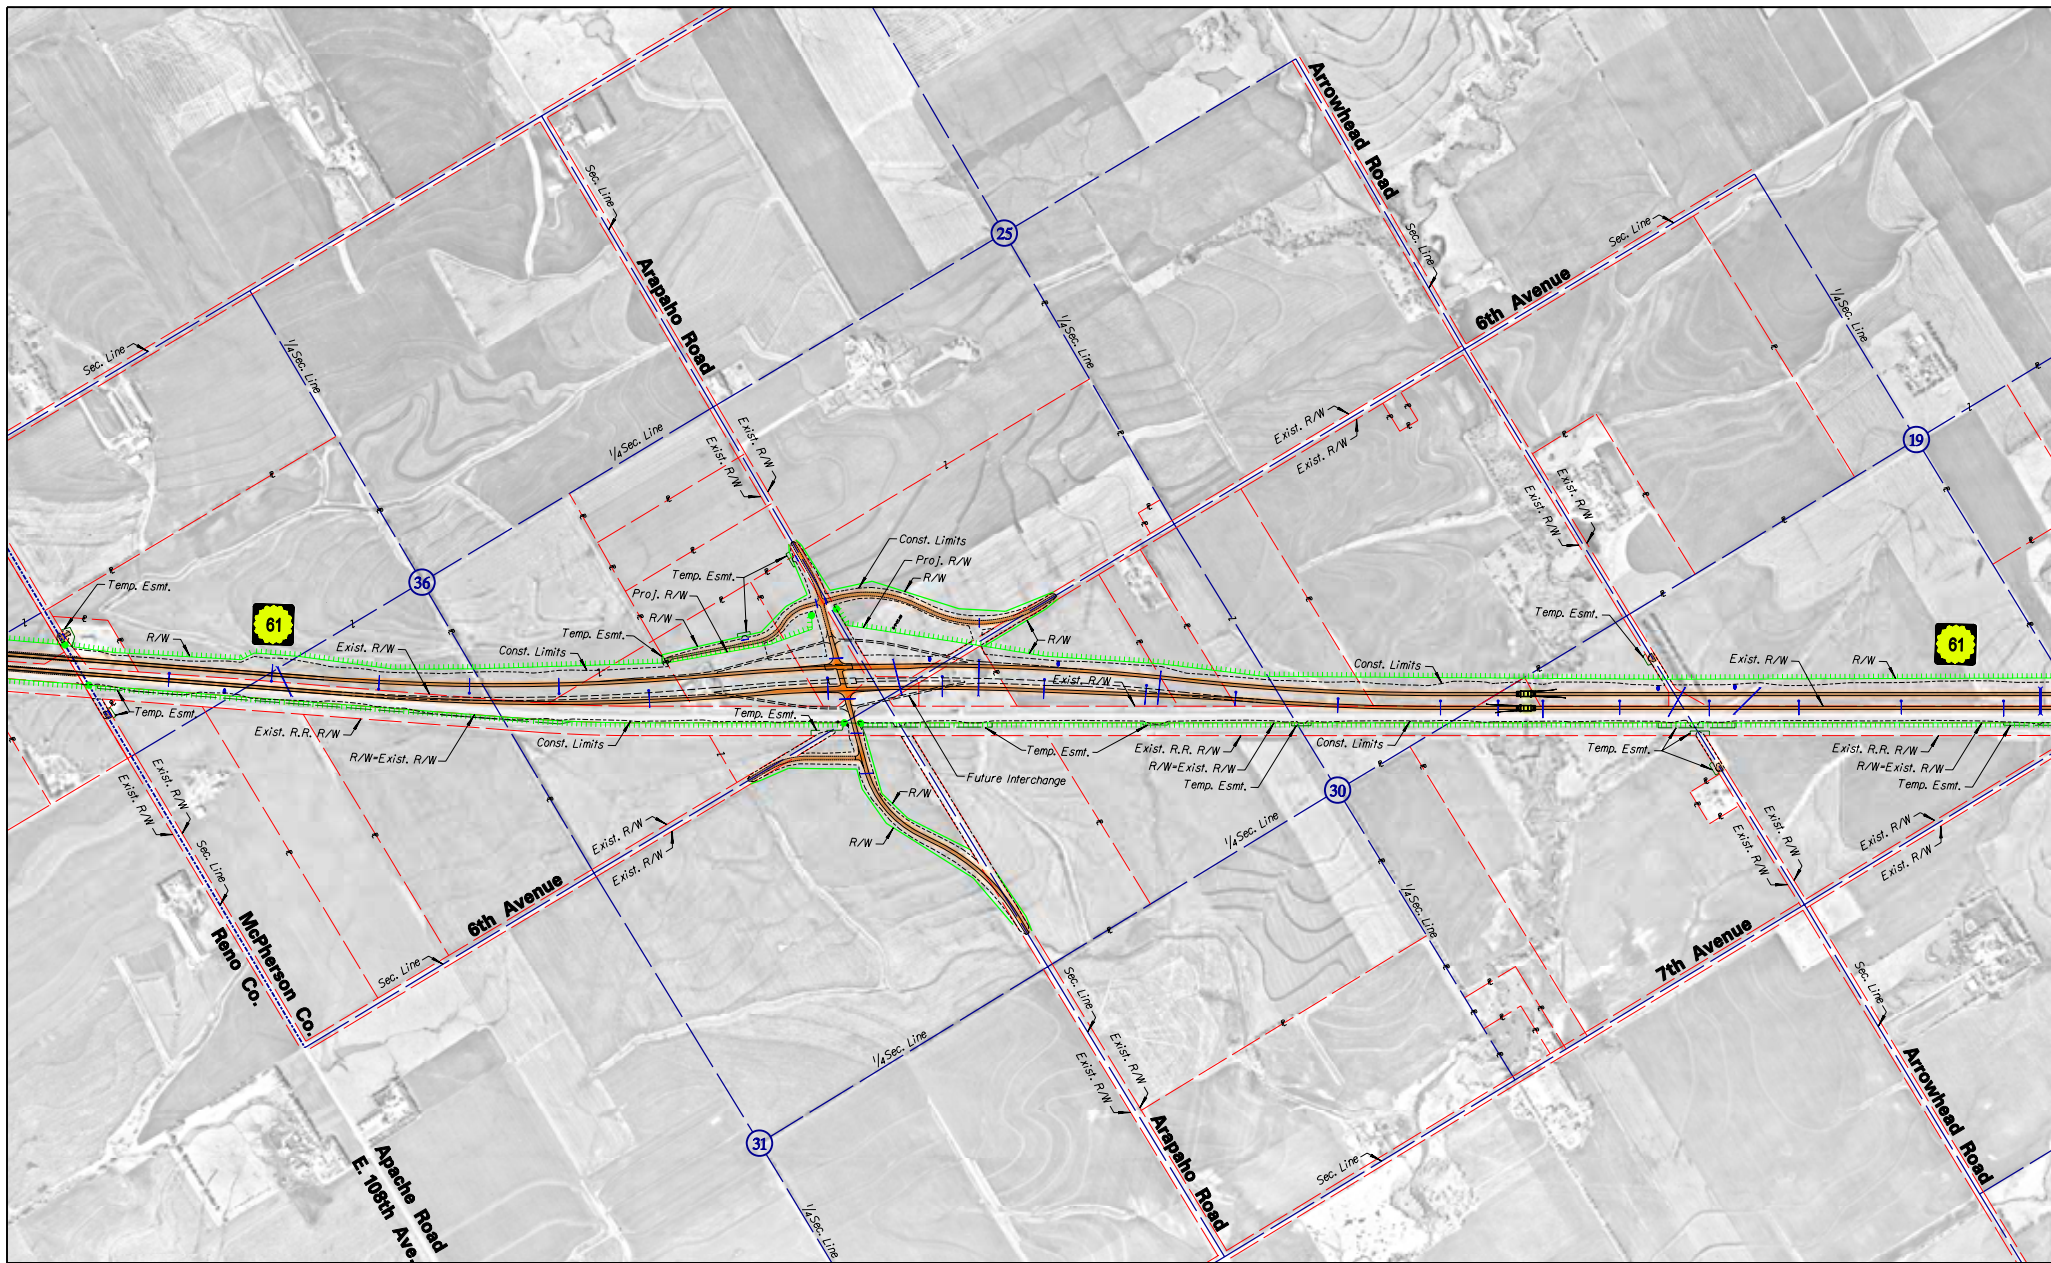 Arrowhead Road
Sec. Line
Sec. Line
25
Sec. Line
6th Avenue
Arapaho Road
1/4 Sec. Line
Sec. Line
1/4 Sec. Line
1/4 Sec. Line
Exist. R/W
Exist. R/W
1/4 Sec. Line
Exist. R/W
Exist. R/W
19
Exist. R/W
Exist. R/W
Const. Limits
Proj. R/W
R/W
36
Temp. Esmt.
Temp. Esmt.
Proj. R/W
R/W
Temp. Esmt.
Temp. Esmt.
61
R/W
Exist. R/W
Const. Limits
R/W
Const. Limits
Exist. R/W
R/W
61
Exist. R/W
Temp. Esmt.
Temp. Esmt.
Exist. R.R. R/W
Const. Limits
R/W=Exist. R/W
Temp. Esmt.
Future Interchange
Exist. R.R. R/W
R/W=Exist. R/W
Temp. Esmt.
Const. Limits
Temp. Esmt.
Exist. R.R. R/W
R/W=Exist. R/W
Temp. Esmt.
30
Exist. R/W
Exist. R/W
R/W
R/W
Exist. R/W
Exist. R/W
1/4 Sec. Line
Exist. R/W
Exist. R/W
Exist. R/W
Exist. R/W
Sec. Line
6th Avenue
1/4 Sec. Line
7th Avenue
McPherson Co.
Reno Co.
Sec. Line
Sec. Line
Sec. Line
1/4 Sec. Line
Exist. R/W
Exist. R/W
Arrowhead Road
31
Apache Road
E. 108th Ave.
Arapaho Road
Sec. Line
1/4 Sec. Line